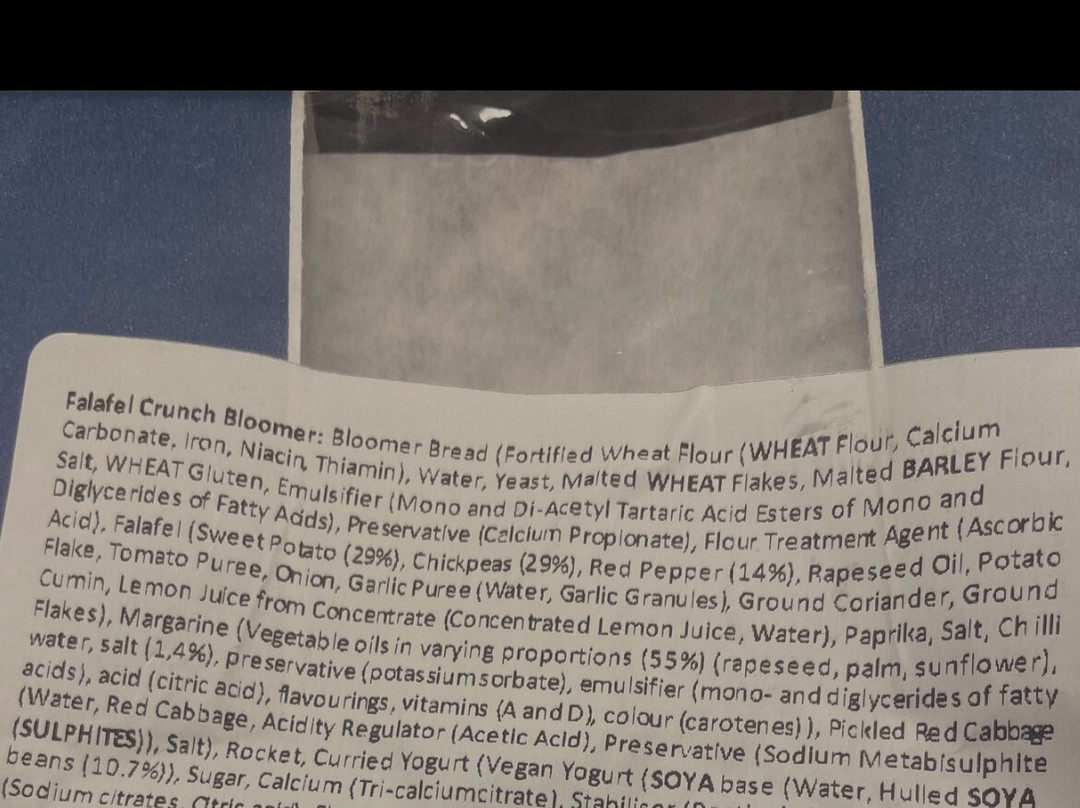 Falafel Crunch Bloomer: Bloomer Bread (Fortified Wheat Flour (WHEAT Flour, Calcium
Carbonate, Iron, Niacin, Thiamin), Water, Yeast, Malted WHEAT Flakes, Malted BARLEY Flour,
Salt, WHEAT Gluten, Emulsifier (Mono and Di-Acetyl Tartaric Acid Esters of Mono and
Diglycerides of Fatty Acids), Preservative (Calcium Propionate), Flour Treatment Agent (Ascorbic
Acid), Falafel (Sweet Potato (29%), Chickpeas (29%), Red Pepper (14%), Rapeseed Oil, Potato
Flake, Tomato Puree, Onion, Garlic Puree (Water, Garlic Granules), Ground Coriander, Ground
Cumin, Lemon Juice from Concentrate (Concentrated Lemon Juice, Water), Paprika, Salt, Chilli
Flakes), Margarine (Vegetable oils in varying proportions (55%) (rapeseed, palm, sunflower),
water, salt (1,4%), preservative (potassium sorbate), emulsifier (mono- and diglycerides of fatty
acids), acid (citric acid), flavourings, vitamins (A and D), colour (carotenes)), Pickled Red Cabbage
(Water, Red Cabbage, Acidity Regulator (Acetic Acid), Preservative (Sodium Metabisulphite
(SULPHITES)), Salt), Rocket, Curried Yogurt (Vegan Yogurt (SOYA base (Water, Hulled SOYA
beans (10.7%)), Sugar, Calcium (Tri-calciumcitrate), Stabiliser
(Sodium citrates, Citric acid),